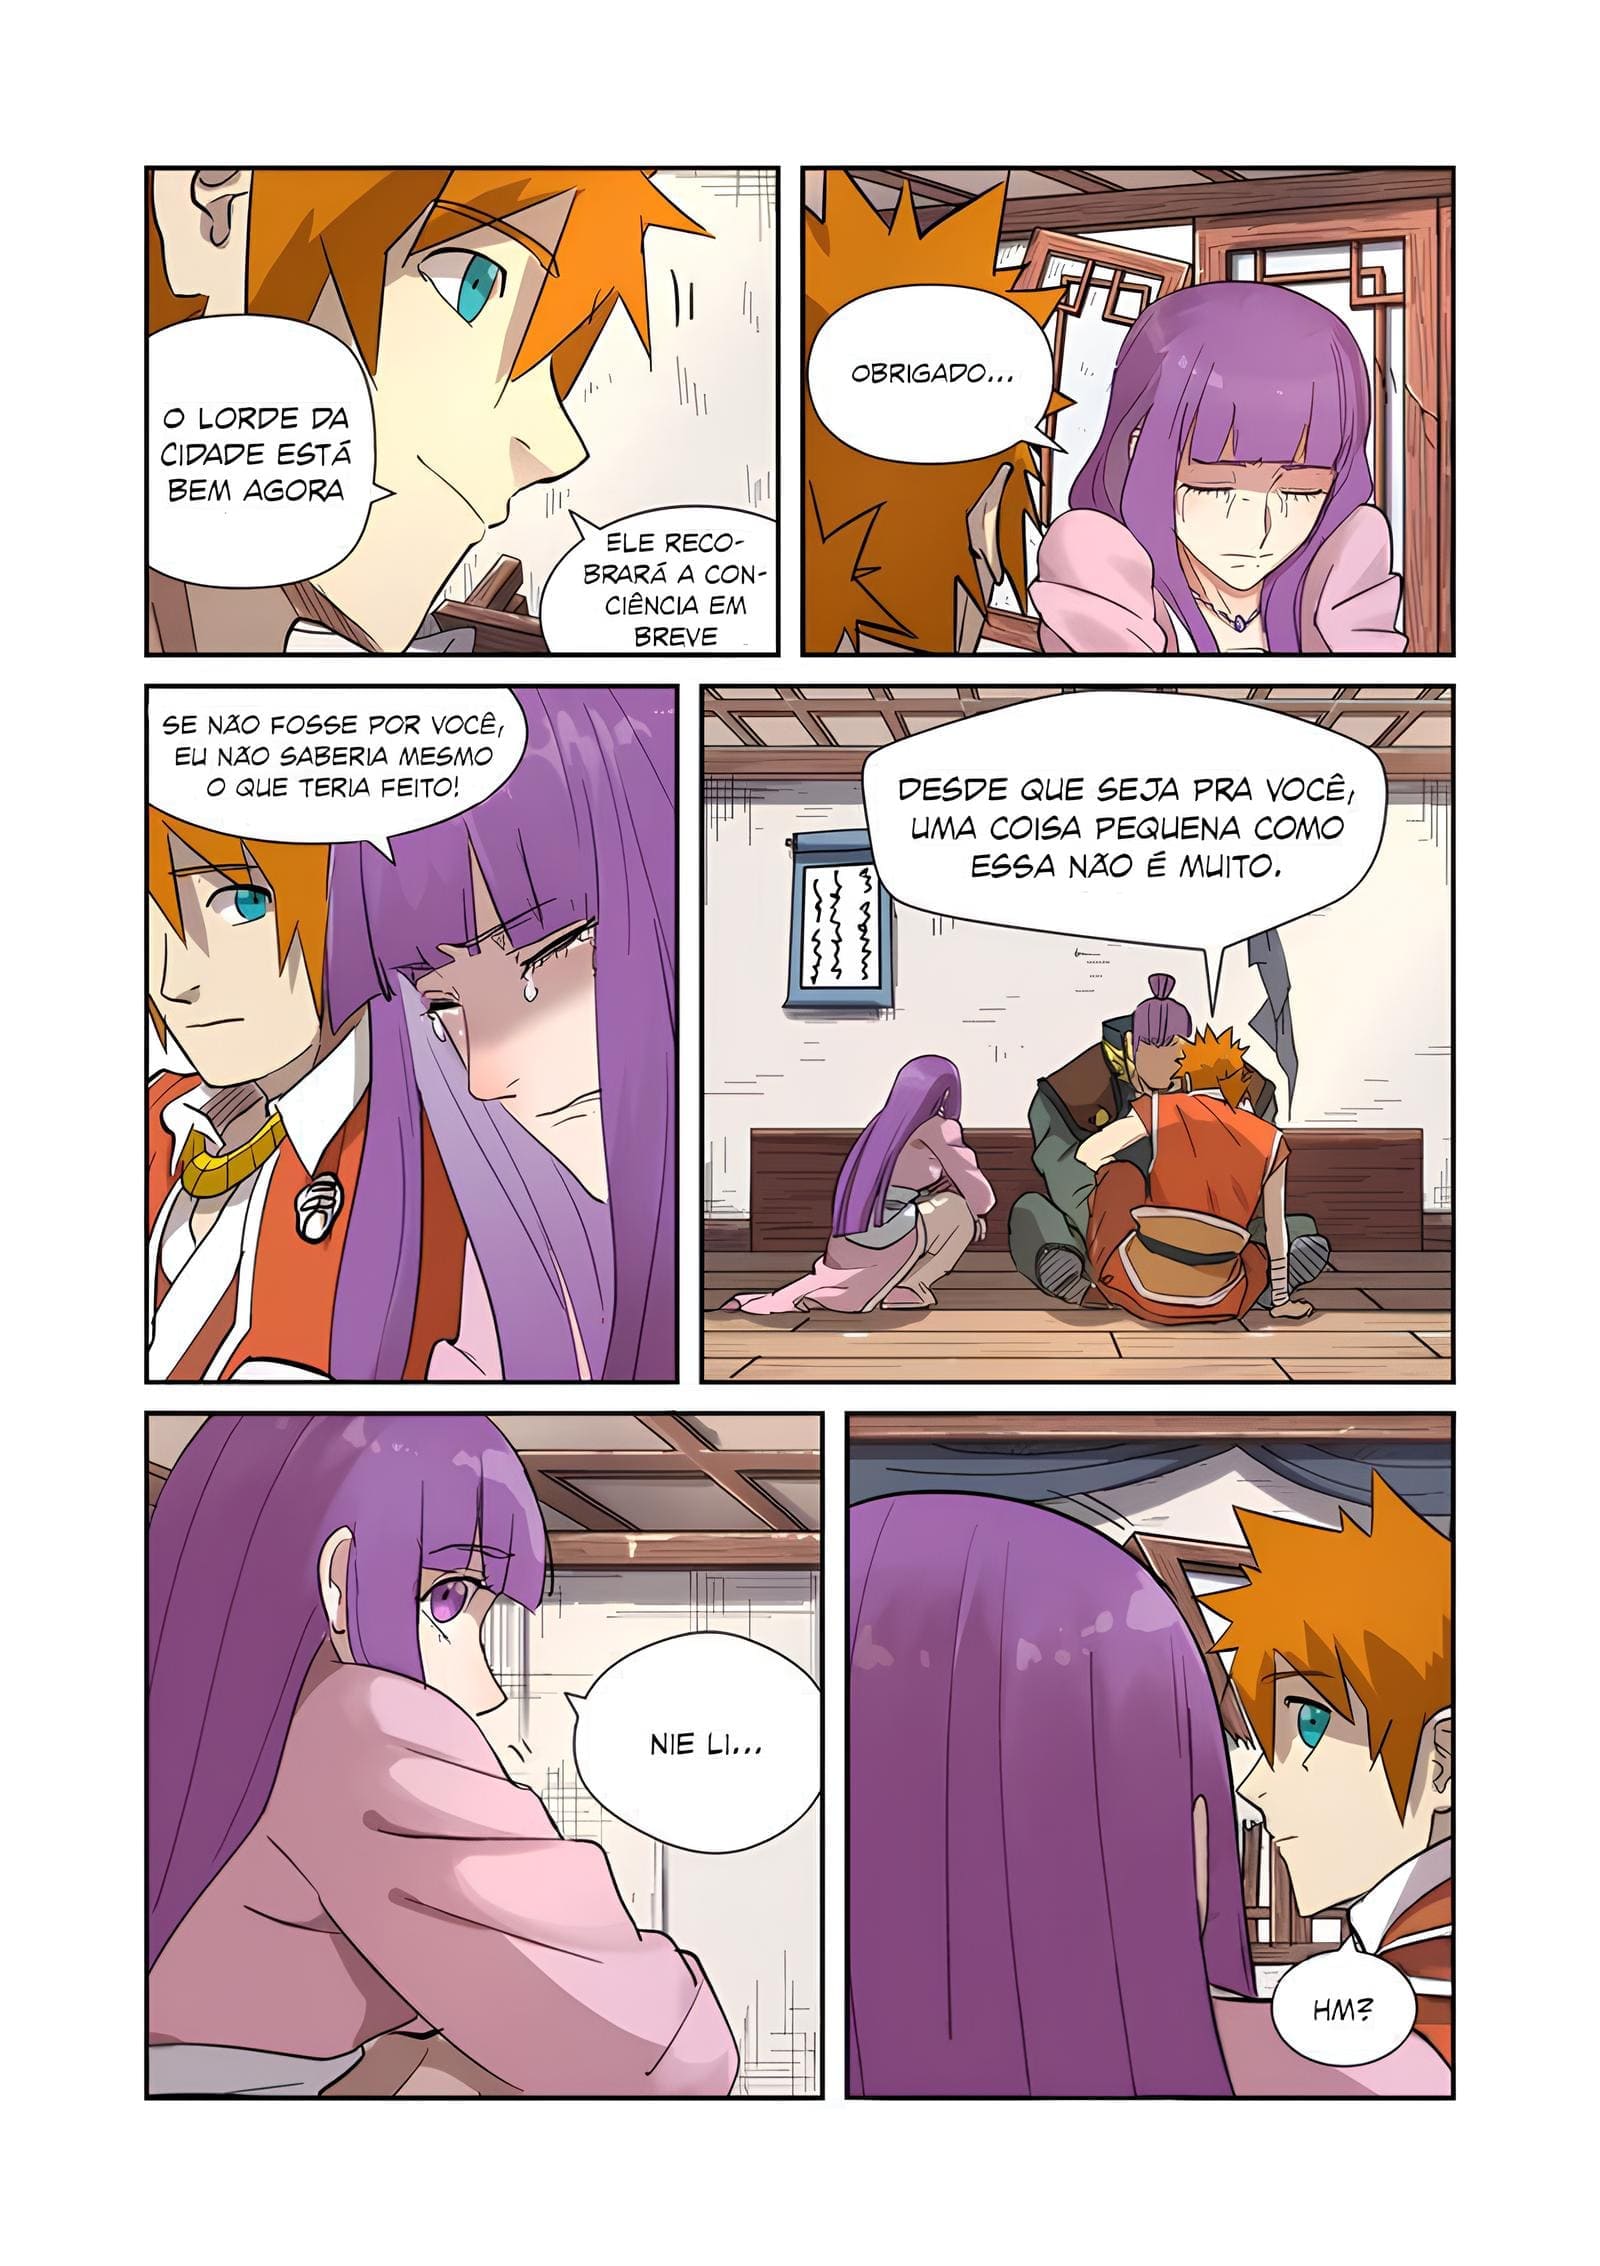 O LORDE DA
CIDADE ESTÁ
BEM AGORA
ELE RECO-
BRARÁ A CON-
CIÊNCIA EM
BREVE
OBRIGADO...
SE NÃO FOSSE POR VOCÊ,
EU NÃO SABERIA MESMO
O QUE TERIA FEITO!
DESDE QUE SEJA PRA VOCÊ,
UMA COISA PEQUENA COMO
ESSA NÃO É MUITO.
NIE LI...
HM?